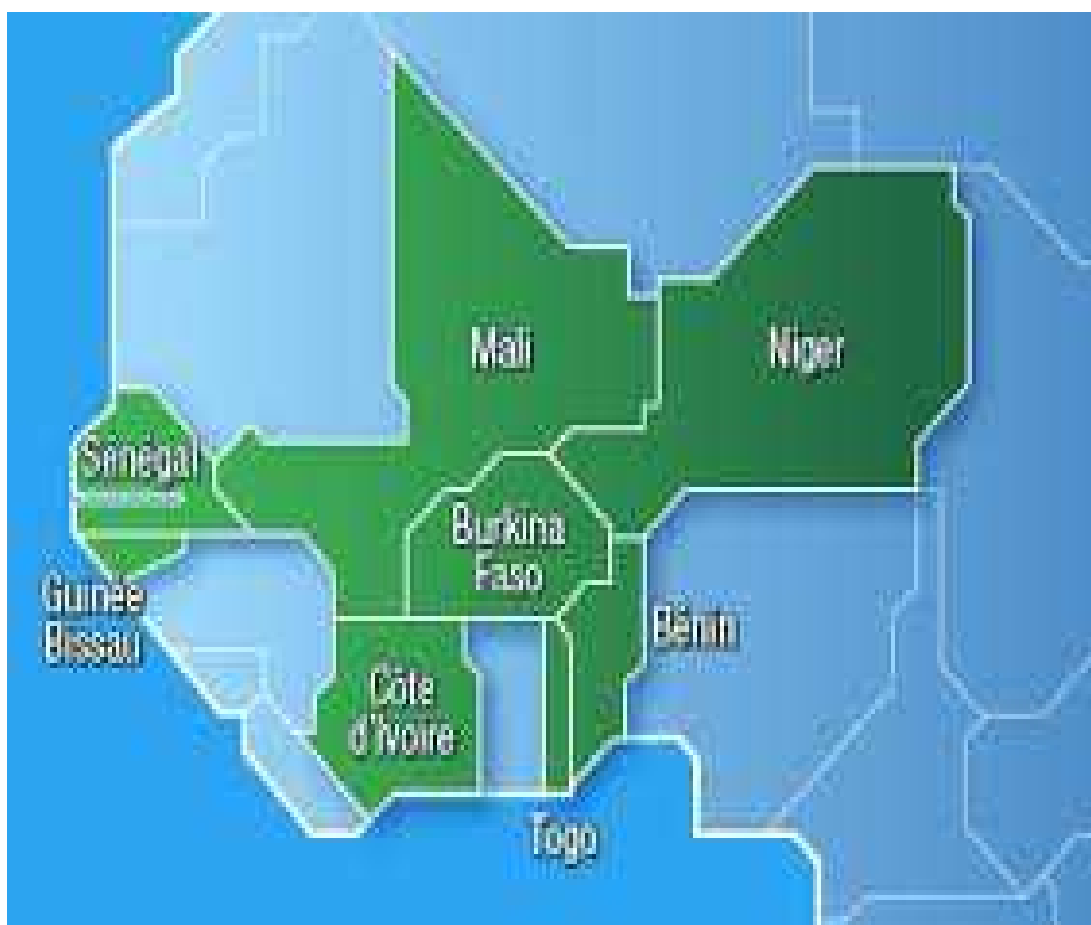 Mali
Niger
Sénégal
Burkina
Faso
Guinée
Bissau
Bénin
Côte
d'Ivoire
Togo